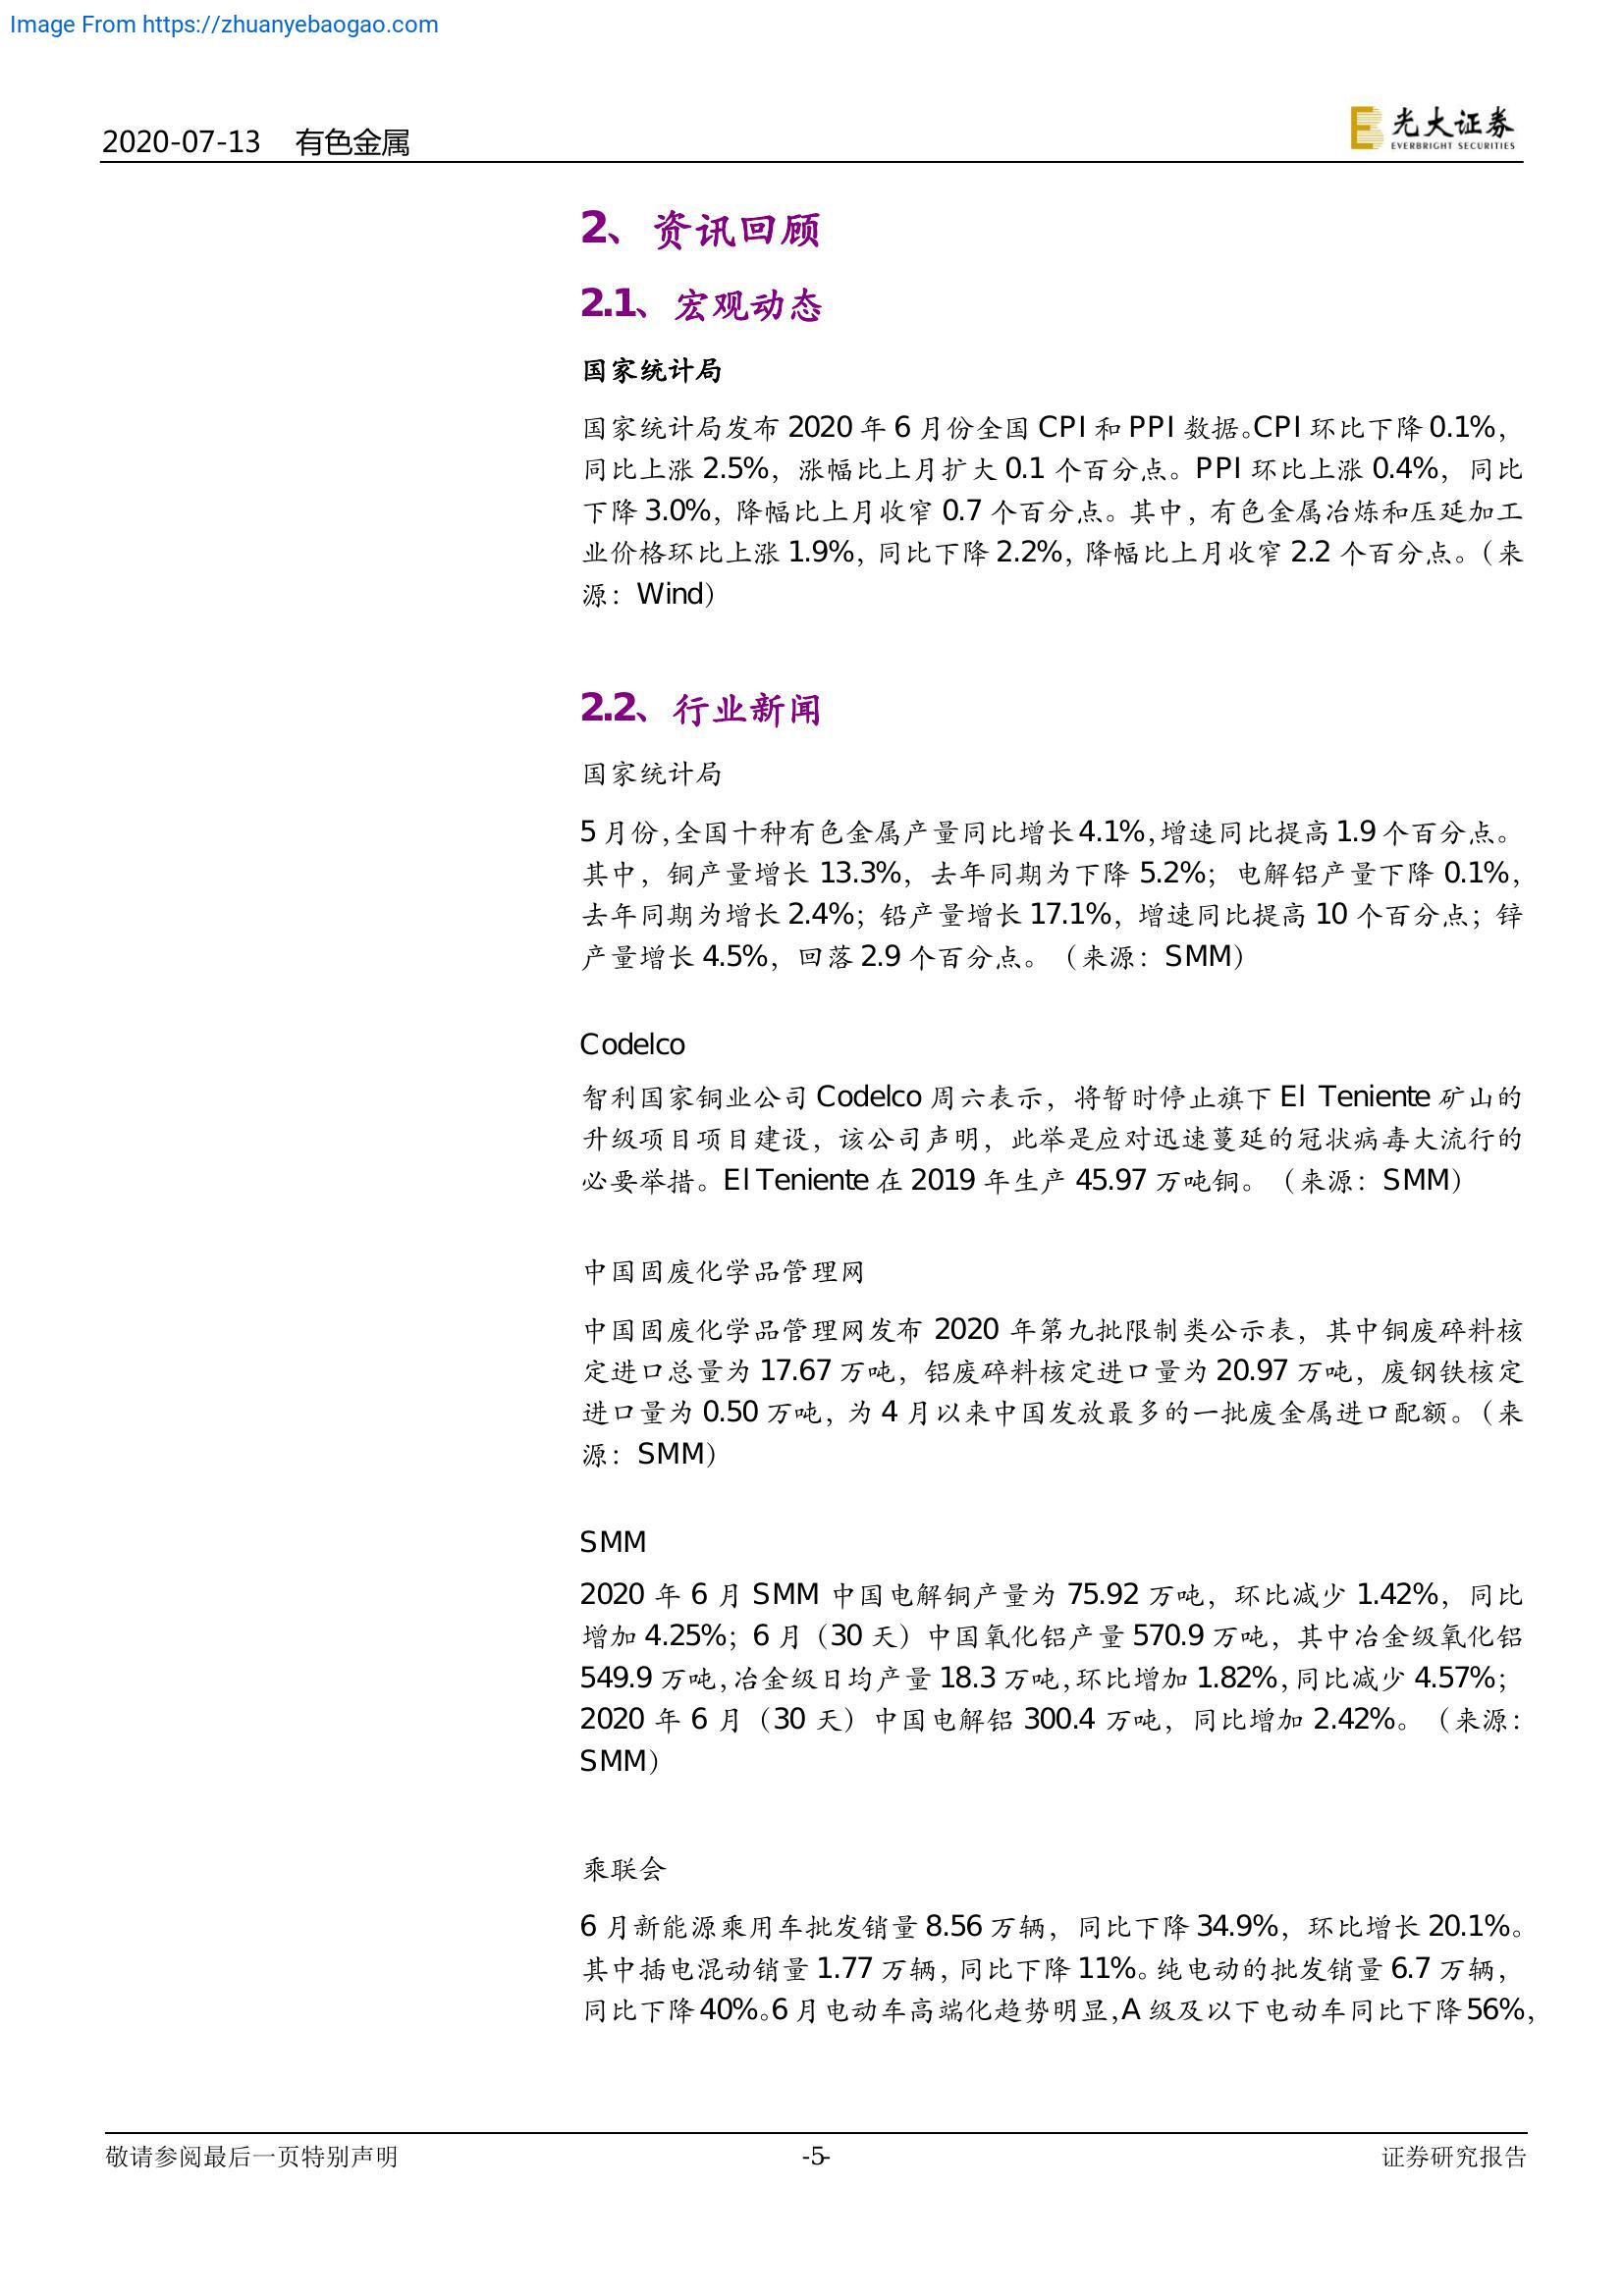 Image From https://zhuanyebaogao.com
2020-07-13 有色金属
光大证券
EVERBRIGHT SECURITIES
2、资讯回顾
2.1、宏观动态
国家统计局
国家统计局发布 2020 年 6 月份全国 CPI 和 PPI 数据。CPI 环比下降 0.1%，
同比上涨 2.5%，涨幅比上月扩大 0.1 个百分点。PPI 环比上涨 0.4%，同比
下降 3.0%，降幅比上月收窄 0.7 个百分点。其中，有色金属冶炼和压延加工
业价格环比上涨 1.9%，同比下降 2.2%，降幅比上月收窄 2.2 个百分点。（来
源：Wind）
2.2、行业新闻
国家统计局
5 月份，全国十种有色金属产量同比增长 4.1%，增速同比提高 1.9 个百分点。
其中，铜产量增长 13.3%，去年同期为下降 5.2%；电解铝产量下降 0.1%，
去年同期为增长 2.4%；铅产量增长 17.1%，增速同比提高 10 个百分点；锌
产量增长 4.5%，回落 2.9 个百分点。（来源：SMM）
Codelco
智利国家铜业公司 Codelco 周六表示，将暂时停止旗下 El Teniente 矿山的
升级项目项目建设，该公司声明，此举是应对迅速蔓延的冠状病毒大流行的
必要举措。El Teniente 在 2019 年生产 45.97 万吨铜。（来源：SMM）
中国固废化学品管理网
中国固废化学品管理网发布 2020 年第九批限制类公示表，其中铜废碎料核
定进口总量为 17.67 万吨，铝废碎料核定进口量为 20.97 万吨，废钢铁核定
进口量为 0.50 万吨，为 4 月以来中国发放最多的一批废金属进口配额。（来
源：SMM）
SMM
2020 年 6 月 SMM 中国电解铜产量为 75.92 万吨，环比减少 1.42%，同比
增加 4.25%；6 月（30 天）中国氧化铝产量 570.9 万吨，其中冶金级氧化铝
549.9 万吨，冶金级日均产量 18.3 万吨，环比增加 1.82%，同比减少 4.57%；
2020 年 6 月（30 天）中国电解铝 300.4 万吨，同比增加 2.42%。（来源：
SMM）
乘联会
6 月新能源乘用车批发销量 8.56 万辆，同比下降 34.9%，环比增长 20.1%。
其中插电混动销量 1.77 万辆，同比下降 11%。纯电动的批发销量 6.7 万辆，
同比下降 40%。6 月电动车高端化趋势明显，A 级及以下电动车同比下降 56%，
敬请参阅最后一页特别声明
-5-
证券研究报告